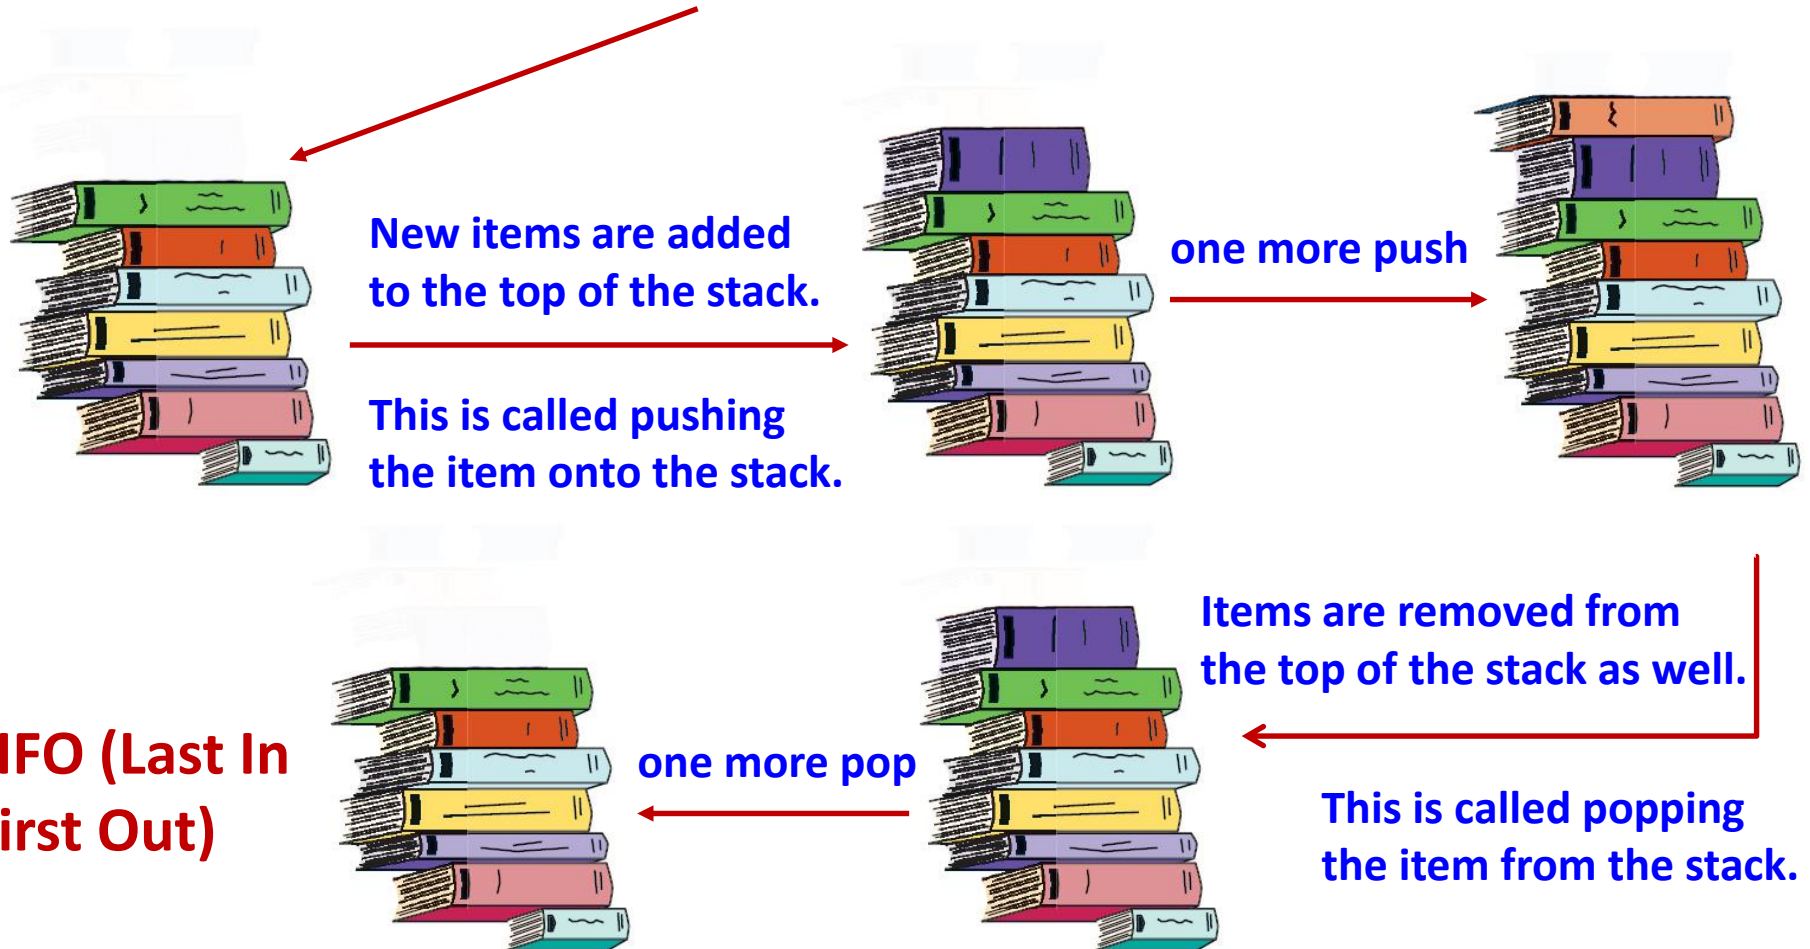 New items are added
to the top of the stack.
This is called pushing
the item onto the stack.
one more push
Items are removed from
the top of the stack as well.
This is called popping
the item from the stack.
one more pop
IFO (Last In
irst Out)